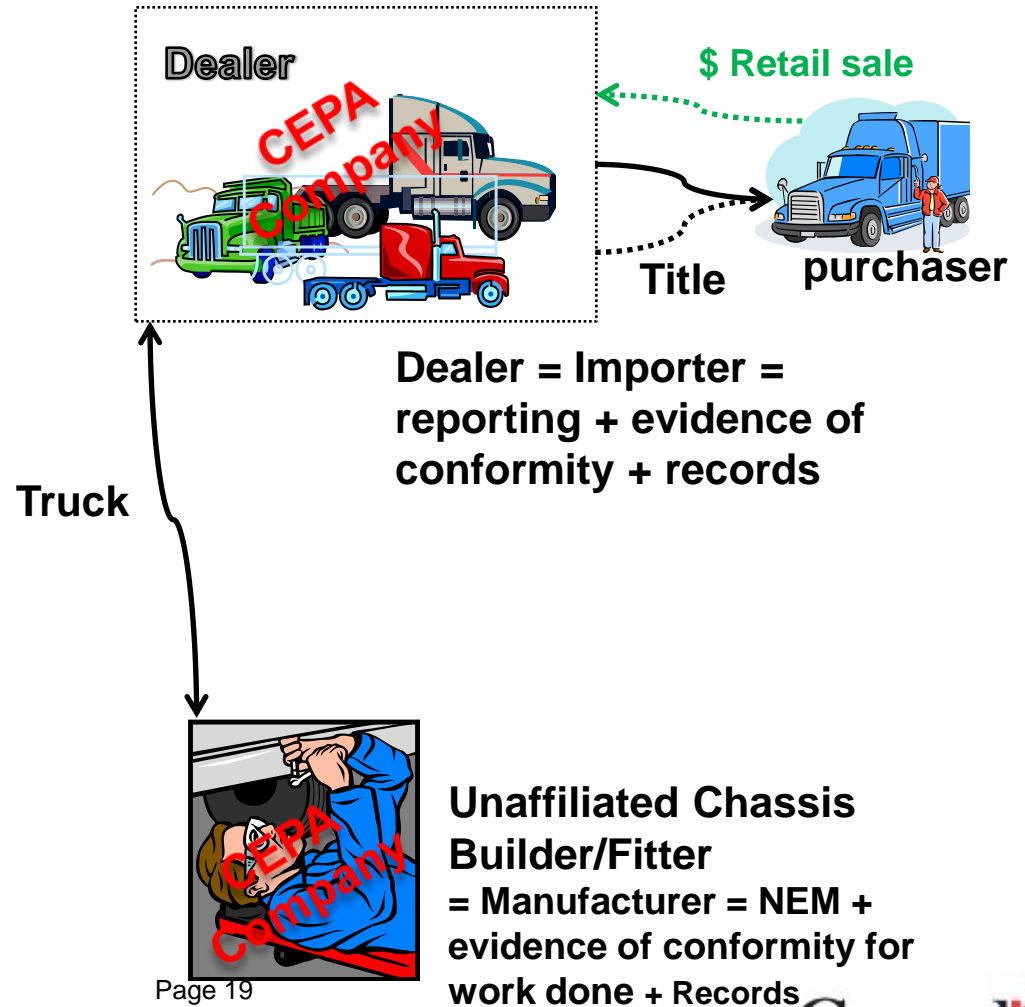 Dealer
CEPA
Company
$ Retail sale
Title
purchaser
Dealer = Importer =
reporting + evidence of
conformity + records
Truck
CEPA
Company
Unaffiliated Chassis
Builder/Fitter
= Manufacturer = NEM +
evidence of conformity for
work done + Records
Page 19